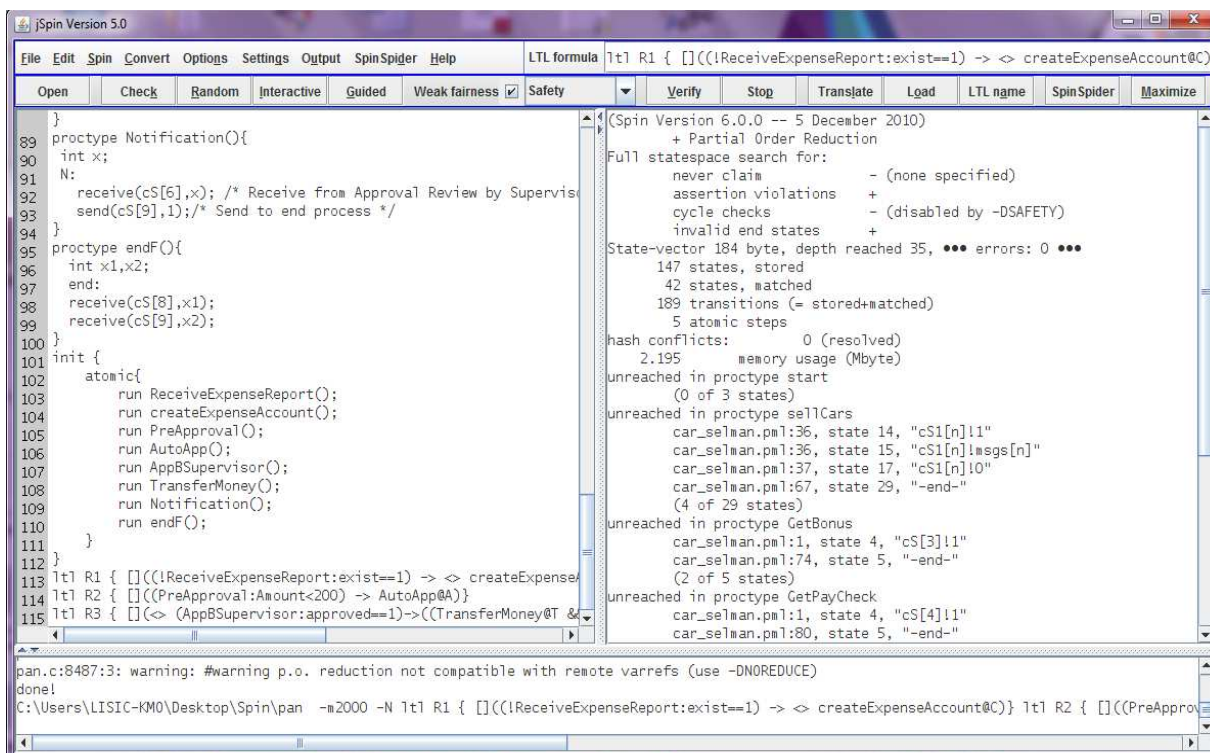 jSpin Version 5.0
File Edit Spin Convert Options Settings Output SpinSpider Help LTL formula ltl R1 { []((!ReceiveExpenseReport:exist==1) -> <> createExpenseAccount@C)
Open Check Random Interactive Guided Weak fairness Safety Verify Stop Translate Load LTL name SpinSpider Maximize
}
89 proctype Notification(){
90 int x;
91 N:
92 receive(cS[6],x); /* Receive from Approval Review by Superviso
93 send(cS[9],1);/* Send to end process */
94 }
95 proctype endF(){
96 int x1,x2;
97 end:
98 receive(cS[8],x1);
99 receive(cS[9],x2);
100 }
101 init {
102 atomic{
103 run ReceiveExpenseReport();
104 run createExpenseAccount();
105 run PreApproval();
106 run AutoApp();
107 run AppBSupervisor();
108 run TransferMoney();
109 run Notification();
110 run endF();
111 }
112 }
113 ltl R1 { []((!ReceiveExpenseReport:exist==1) -> <> createExpenseA
114 ltl R2 { []((PreApproval:Amount<200) -> AutoApp@A)}
115 ltl R3 { [](<> (AppBSupervisor:approved==1)->((TransferMoney@T &&
(Spin Version 6.0.0 -- 5 December 2010)
+ Partial Order Reduction
Full statespace search for:
never claim - (none specified)
assertion violations +
cycle checks - (disabled by -DSAFETY)
invalid end states +
State-vector 184 byte, depth reached 35, ●●● errors: 0 ●●●
147 states, stored
42 states, matched
189 transitions (= stored+matched)
5 atomic steps
hash conflicts: 0 (resolved)
2.195 memory usage (Mbyte)
unreached in proctype start
(0 of 3 states)
unreached in proctype sellCars
car_selman.pml:36, state 14, "cS1[n]!1"
car_selman.pml:36, state 15, "cS1[n]!msgs[n]"
car_selman.pml:37, state 17, "cS1[n]!0"
car_selman.pml:67, state 29, "-end-"
(4 of 29 states)
unreached in proctype GetBonus
car_selman.pml:1, state 4, "cS[3]!1"
car_selman.pml:74, state 5, "-end-"
(2 of 5 states)
unreached in proctype GetPayCheck
car_selman.pml:1, state 4, "cS[4]!1"
car_selman.pml:80, state 5, "-end-"
pan.c:8487:3: warning: #warning p.o. reduction not compatible with remote varrefs (use -DNOREDUCE)
done!
C:\Users\LISIC-KMO\Desktop\Spin\pan -m2000 -N ltl R1 { []((!ReceiveExpenseReport:exist==1) -> <> createExpenseAccount@C)} ltl R2 { []((PreApprov